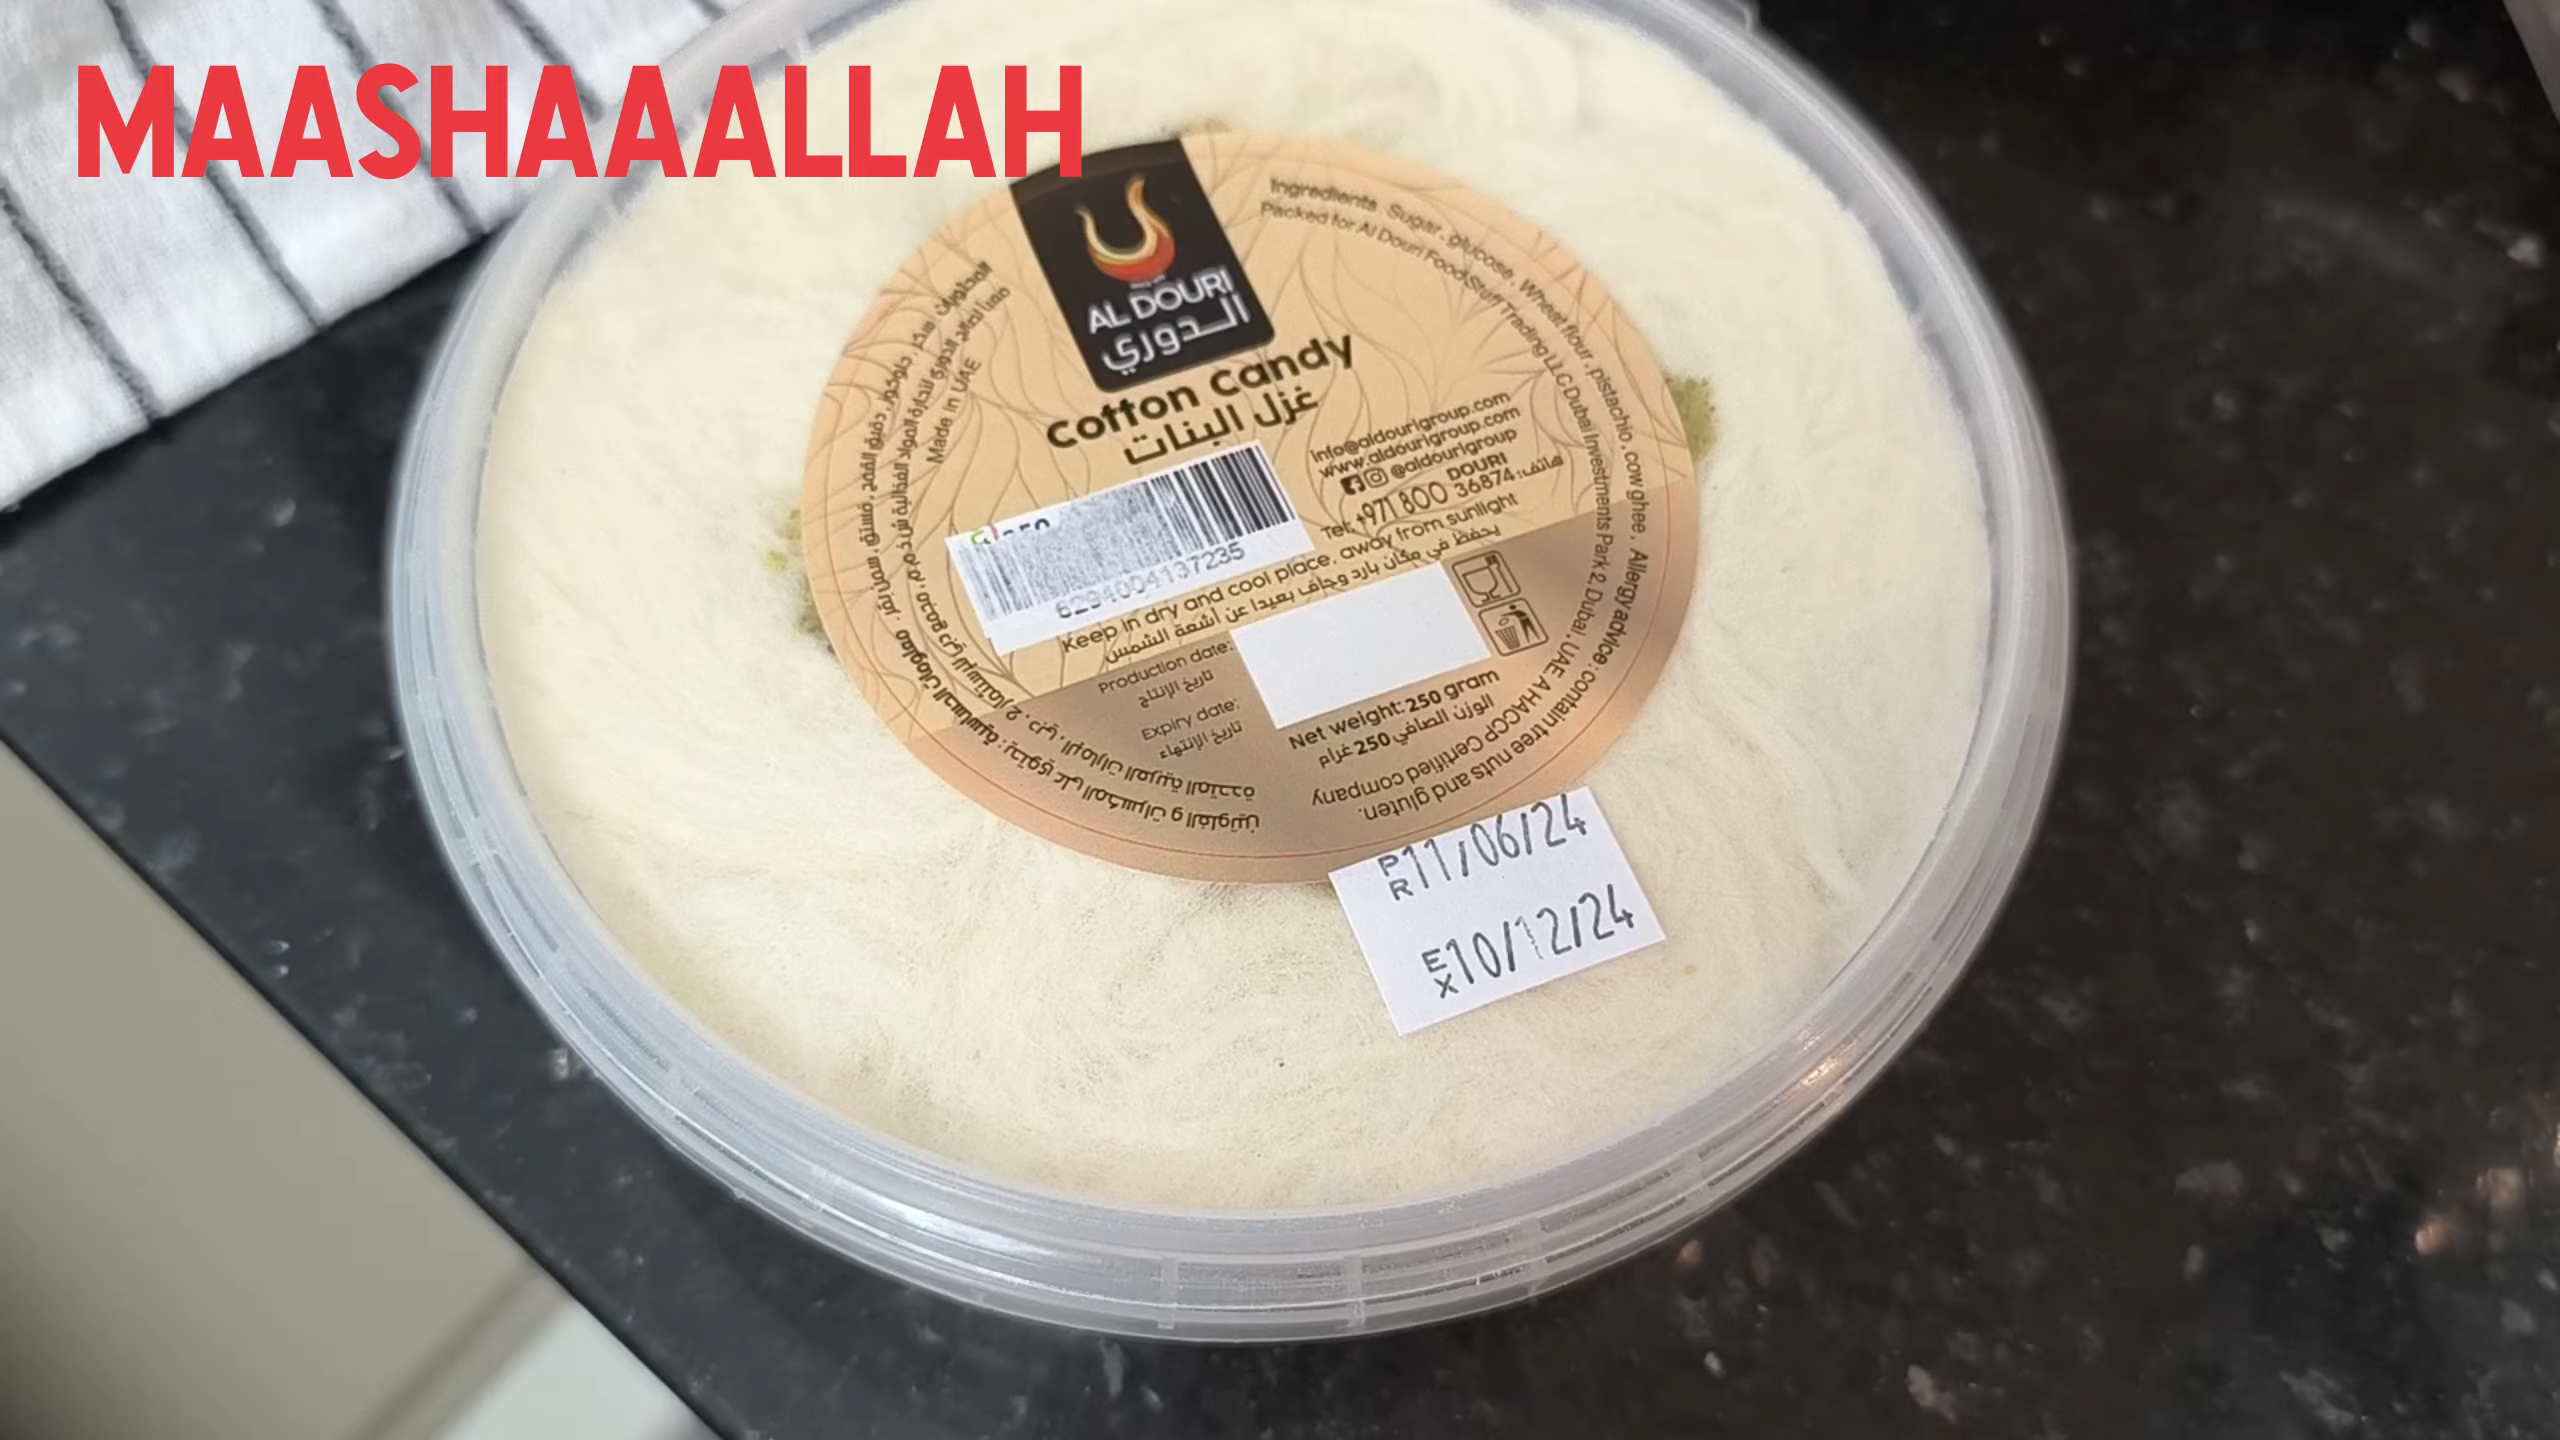 MAASHAAALLAH
AL DOURI
الدوري
cotton candy
غزل البنات
Ingredients: Sugar, glucose, Wheat flour, pistachio, cow ghee, Allergy advice: contain tree nuts and gluten.
Packed for Al Douri Food Stuff Trading LLC Dubai Investments Park 2, Dubai, UAE A HACCP Certified company
Made in UAE
info@aldourigroup.com
www.aldourigroup.com
@aldourigroup
DOURI
Tel: +971 800 36874 :هاتف
6294004137235
Keep in dry and cool place, away from sunlight
يحفظ في مكان بارد وجاف بعيدا عن أشعة الشمس
Production date:
تاريخ الإنتاج
Expiry date:
تاريخ الإنتهاء
Net weight: 250 gram
الوزن الصافي 250 غرام
PR 11/06/24
EX 10/12/24